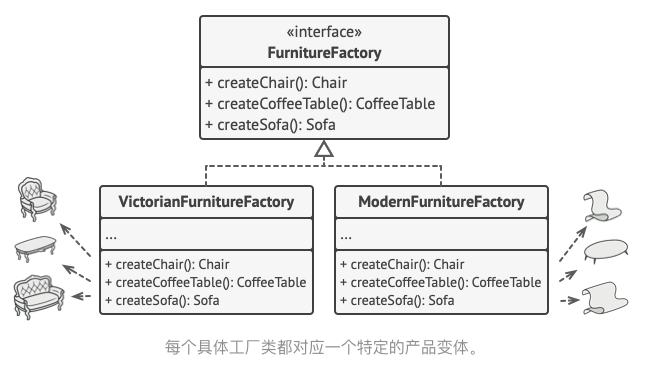 «interface»
FurnitureFactory
+ createChair(): Chair
+ createCoffeeTable(): CoffeeTable
+ createSofa(): Sofa
VictorianFurnitureFactory
...
+ createChair(): Chair
+ createCoffeeTable(): CoffeeTable
+ createSofa(): Sofa
ModernFurnitureFactory
...
+ createChair(): Chair
+ createCoffeeTable(): CoffeeTable
+ createSofa(): Sofa
每个具体工厂类都对应一个特定的产品变体。